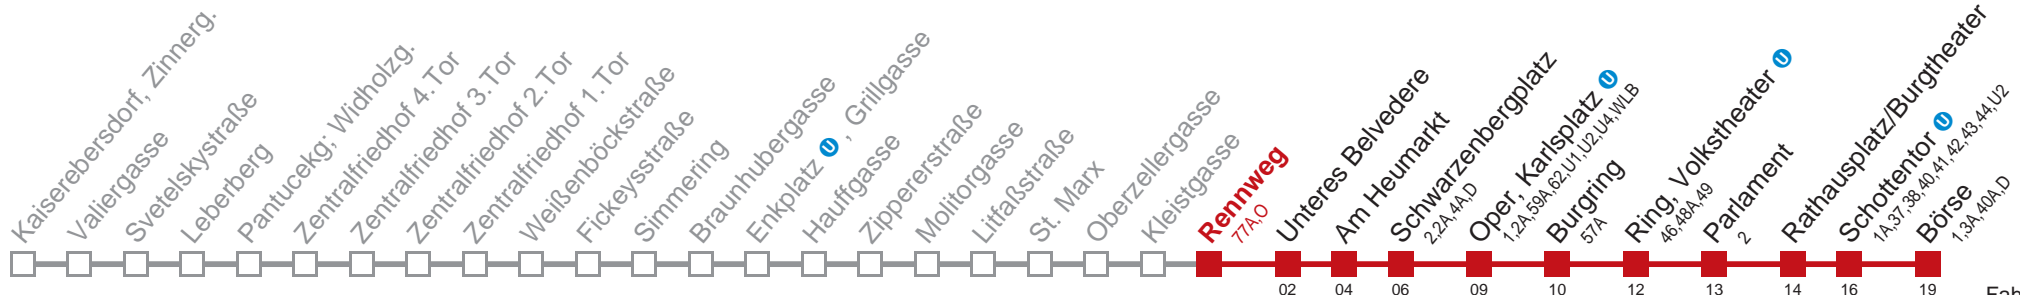 Kaiserebersdorf, Zinnerg.
Valiergasse
Svetelskystraße
Leberberg
Pantucekg; Widholzg.
Zentralfriedhof 4.Tor
Zentralfriedhof 3.Tor
Zentralfriedhof 2.Tor
Zentralfriedhof 1.Tor
Weißenböckstraße
Fickeysstraße
Simmering
Braunhubergasse
Enkplatz U , Grillgasse
Hauffgasse
Zippererstraße
Molitorgasse
Litfaßstraße
St. Marx
Oberzellergasse
Kleistgasse
Rennweg
77A,O
Unteres Belvedere
Am Heumarkt
Schwarzenbergplatz
2,2A,4A,D
Oper, Karlsplatz U
1,2A,59A,62,U1,U2,U4,WLB
Burgring
57A
Ring, Volkstheater U
46,48A,49
Parlament
2
Rathausplatz/Burgtheater
Schottentor U
1A,37,38,40,41,42,43,44,U2
Börse
1,3A,40A,D
02 04 06 09 10 12 13 14 16 19
Fah